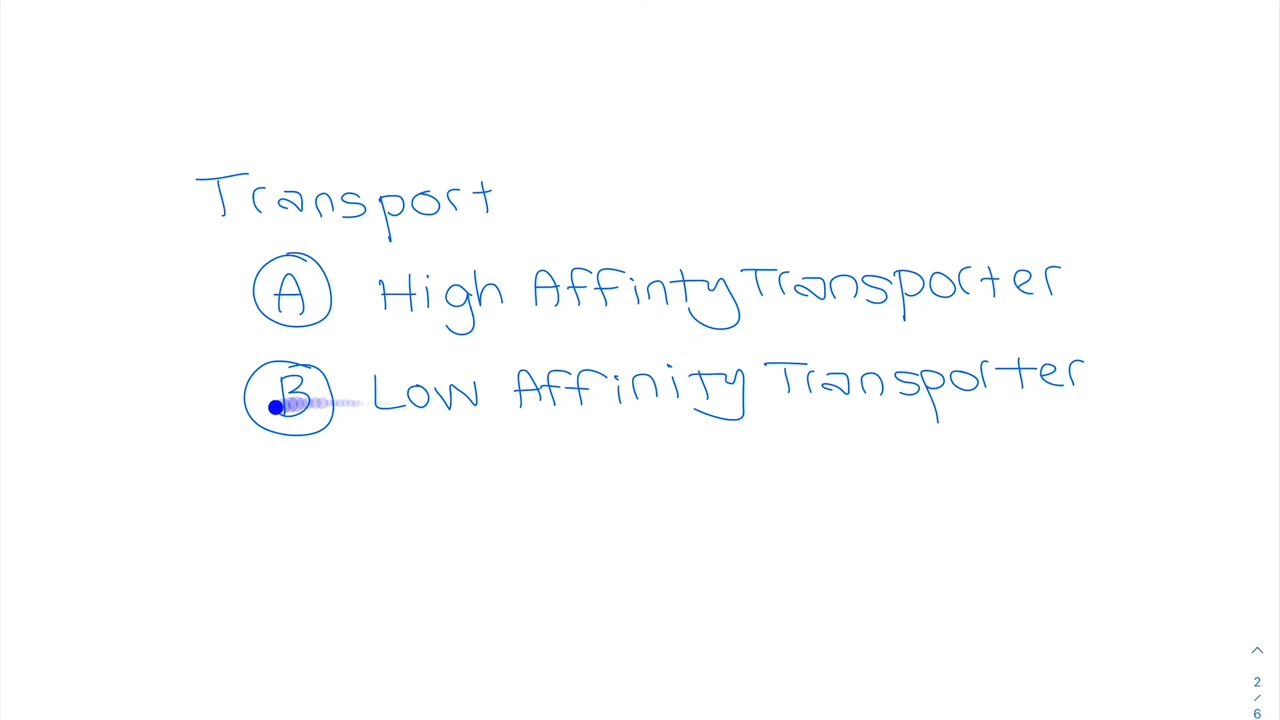 Transport
A High Affinty Transporter
B Low Affinity Transporter
2
/
6